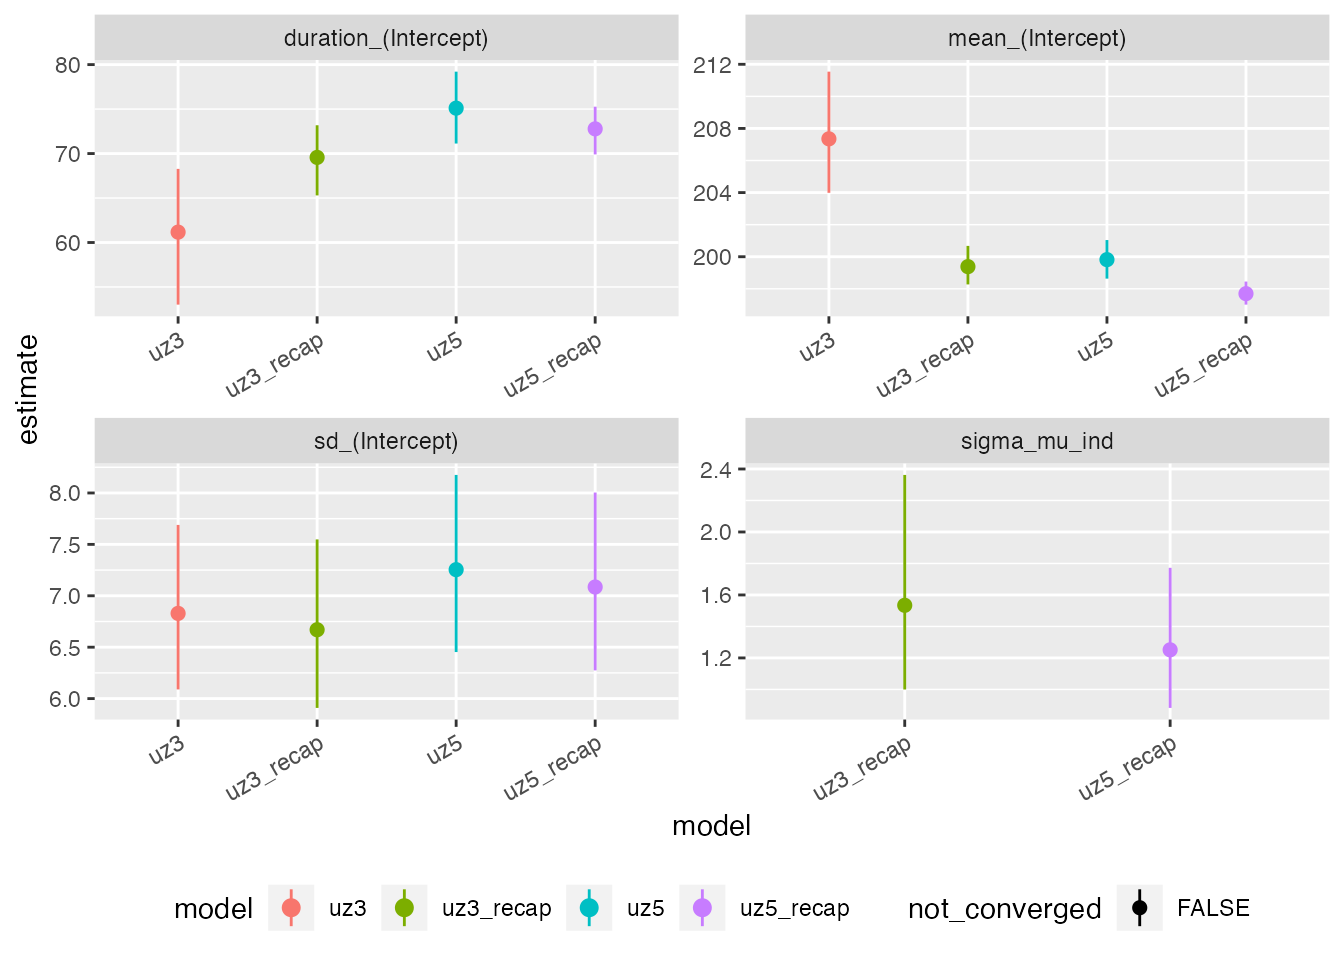 duration_(Intercept)
mean_(Intercept)
80
70
60
212
208
204
200
uz3
uz3_recap
uz5
uz5_recap
uz3
uz3_recap
uz5
uz5_recap
estimate
sd_(Intercept)
sigma_mu_ind
8.0
7.5
7.0
6.5
6.0
2.4
2.0
1.6
1.2
uz3
uz3_recap
uz5
uz5_recap
uz3_recap
uz5_recap
model
model uz3 uz3_recap uz5 uz5_recap not_converged FALSE